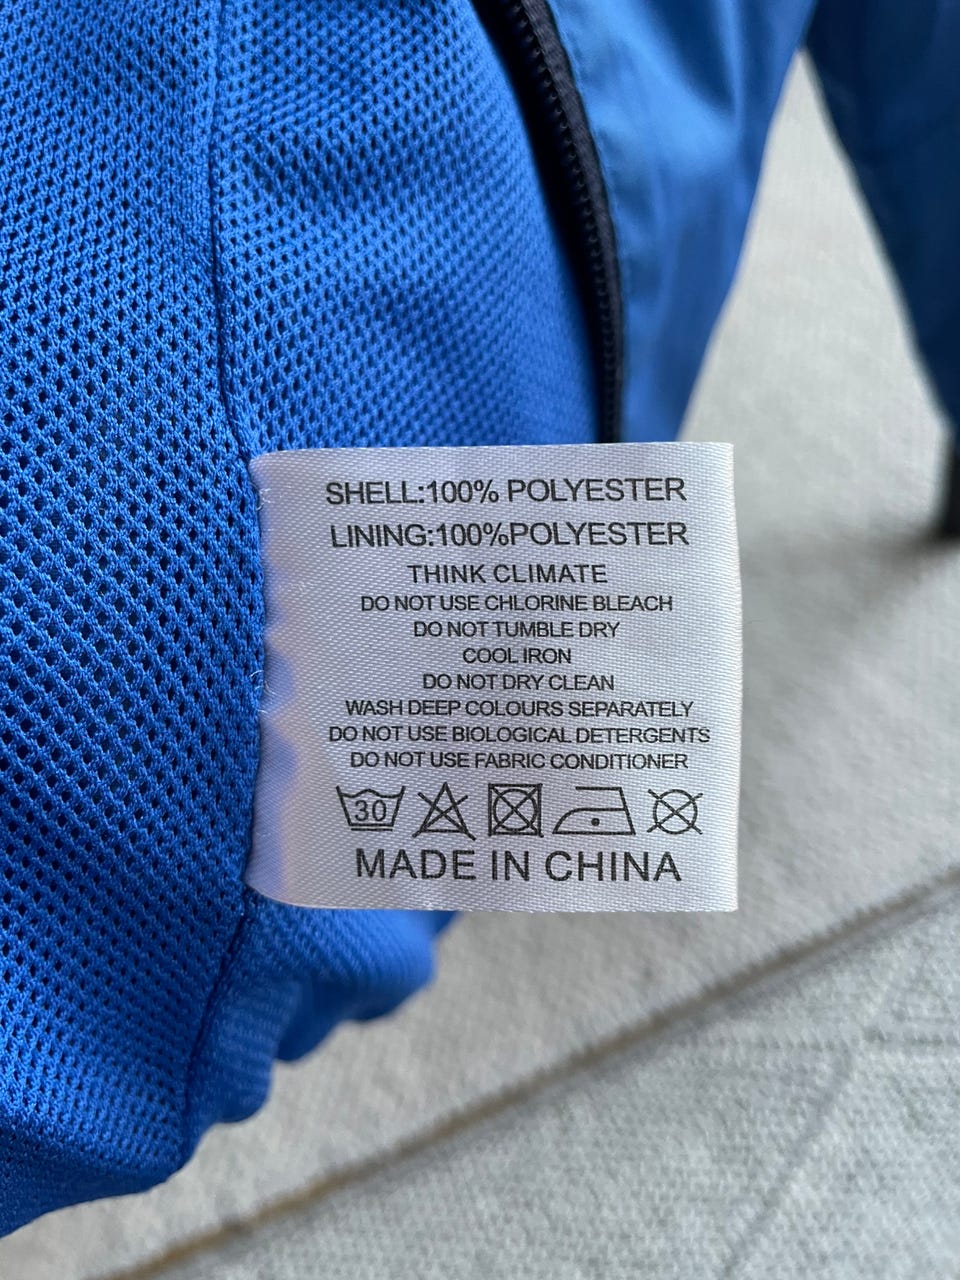 SHELL:100% POLYESTER
LINING:100%POLYESTER
THINK CLIMATE
DO NOT USE CHLORINE BLEACH
DO NOT TUMBLE DRY
COOL IRON
DO NOT DRY CLEAN
WASH DEEP COLOURS SEPARATELY
DO NOT USE BIOLOGICAL DETERGENTS
DO NOT USE FABRIC CONDITIONER
30
MADE IN CHINA